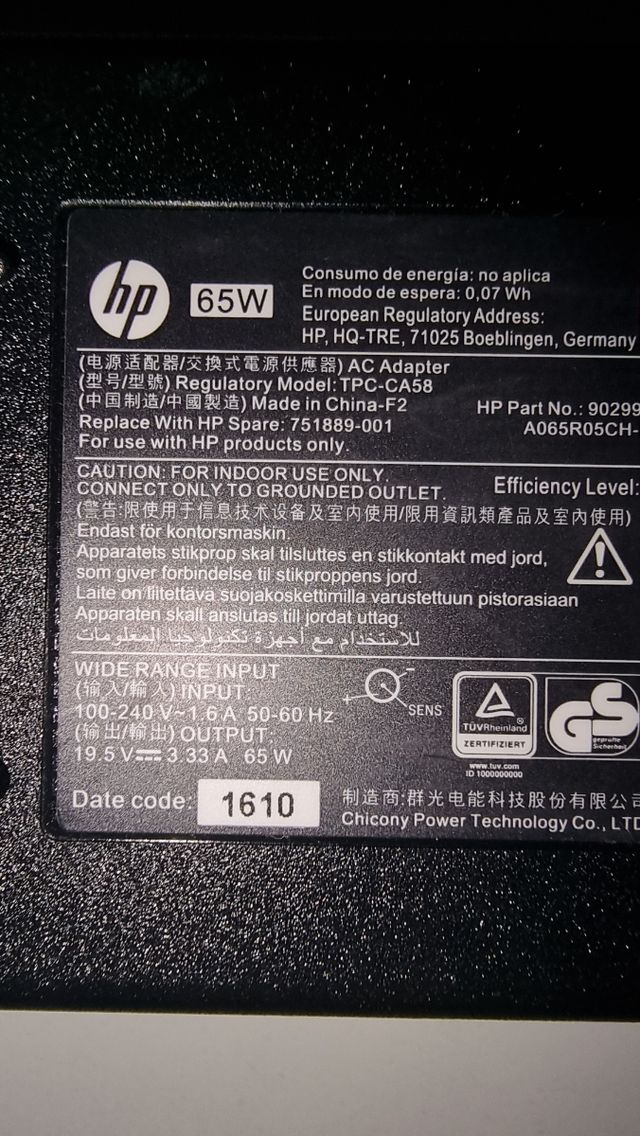 hp
65W
Consumo de energía: no aplica
En modo de espera: 0,07 Wh
European Regulatory Address:
HP, HQ-TRE, 71025 Boeblingen, Germany
(电源适配器/交換式電源供應器) AC Adapter
(型号/型號) Regulatory Model: TPC-CA58
(中国制造/中國製造) Made in China-F2
HP Part No.: 90299
Replace With HP Spare: 751889-001
A065R05CH-
For use with HP products only.
CAUTION: FOR INDOOR USE ONLY.
CONNECT ONLY TO GROUNDED OUTLET.
Efficiency Level:
(警告:限使用于信息技术设备及室内使用/限用資訊類產品及室內使用)
Endast för kontorsmaskin.
Apparatets stikprop skal tilsluttes en stikkontakt med jord,
som giver forbindelse til stikproppens jord.
Laite on liitettävä suojakoskettimilla varustettuun pistorasiaan
Apparaten skall anslutas till jordat uttag.
للاستخدام مع أجهزة تكنولوجيا المعلومات
WIDE RANGE INPUT
(输入/輸入) INPUT:
100-240 V~1.6 A 50-60 Hz
(输出/輸出) OUTPUT:
19.5 V⎓ 3.33 A 65 W
+ -
SENS
TÜVRheinland
ZERTIFIZIERT
www.tuv.com
ID 1000000000
GS
geprüfte
Sicherheit
Date code: 1610
制造商:群光电能科技股份有限公司
Chicony Power Technology Co., LTD